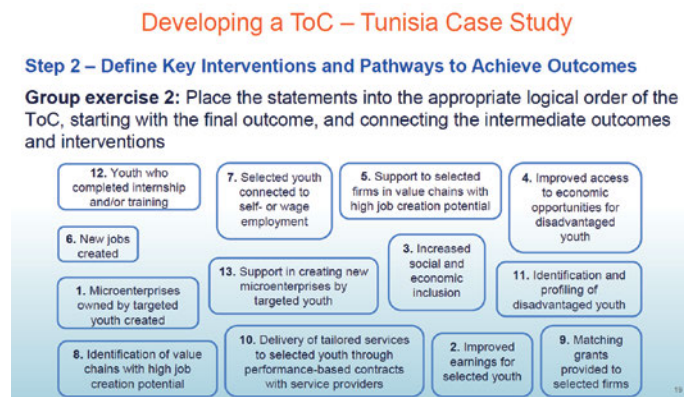 Developing a ToC – Tunisia Case Study
Step 2 – Define Key Interventions and Pathways to Achieve Outcomes
Group exercise 2: Place the statements into the appropriate logical order of the
ToC, starting with the final outcome, and connecting the intermediate outcomes
and interventions
12. Youth who
completed internship
and/or training
7. Selected youth
connected to
self- or wage
employment
5. Support to selected
firms in value chains with
high job creation potential
4. Improved access
to economic
opportunities for
disadvantaged
youth
6. New jobs
created
3. Increased
social and
economic
inclusion
13. Support in creating new
microenterprises by
targeted youth
11. Identification and
profiling of
disadvantaged youth
1. Microenterprises
owned by targeted
youth created
8. Identification of value
chains with high job
creation potential
10. Delivery of tailored services
to selected youth through
performance-based contracts
with service providers
2. Improved
earnings for
selected youth
9. Matching
grants
provided to
selected firms
19